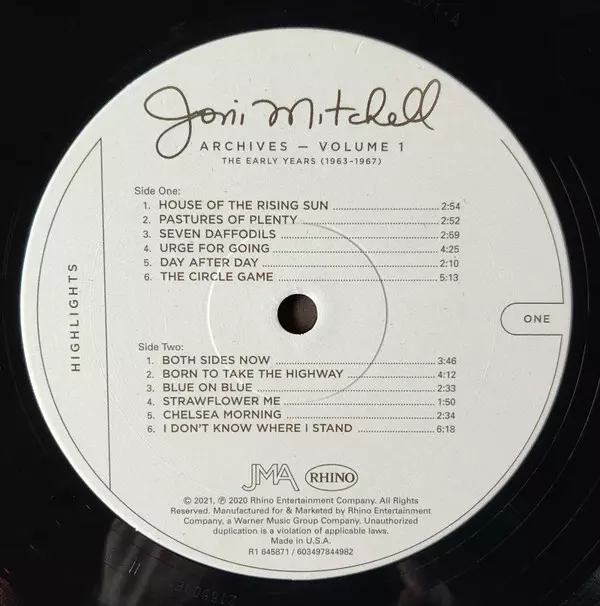 Joni Mitchell
ARCHIVES — VOLUME 1
THE EARLY YEARS (1963-1967)
Side One:
1. HOUSE OF THE RISING SUN ........ 2:54
2. PASTURES OF PLENTY ........ 2:52
3. SEVEN DAFFODILS ........ 2:59
4. URGE FOR GOING ........ 4:25
5. DAY AFTER DAY ........ 2:10
6. THE CIRCLE GAME ........ 5:13
HIGHLIGHTS
ONE
Side Two:
1. BOTH SIDES NOW ........ 3:46
2. BORN TO TAKE THE HIGHWAY ........ 4:12
3. BLUE ON BLUE ........ 2:33
4. STRAWFLOWER ME ........ 1:50
5. CHELSEA MORNING ........ 2:34
6. I DON'T KNOW WHERE I STAND ........ 6:18
JMA RHINO
© 2021, ℗ 2020 Rhino Entertainment Company. All Rights
Reserved. Manufactured for & Marketed by Rhino Entertainment
Company, a Warner Music Group Company. Unauthorized
duplication is a violation of applicable laws.
Made in U.S.A.
R1 645871 / 603497844982